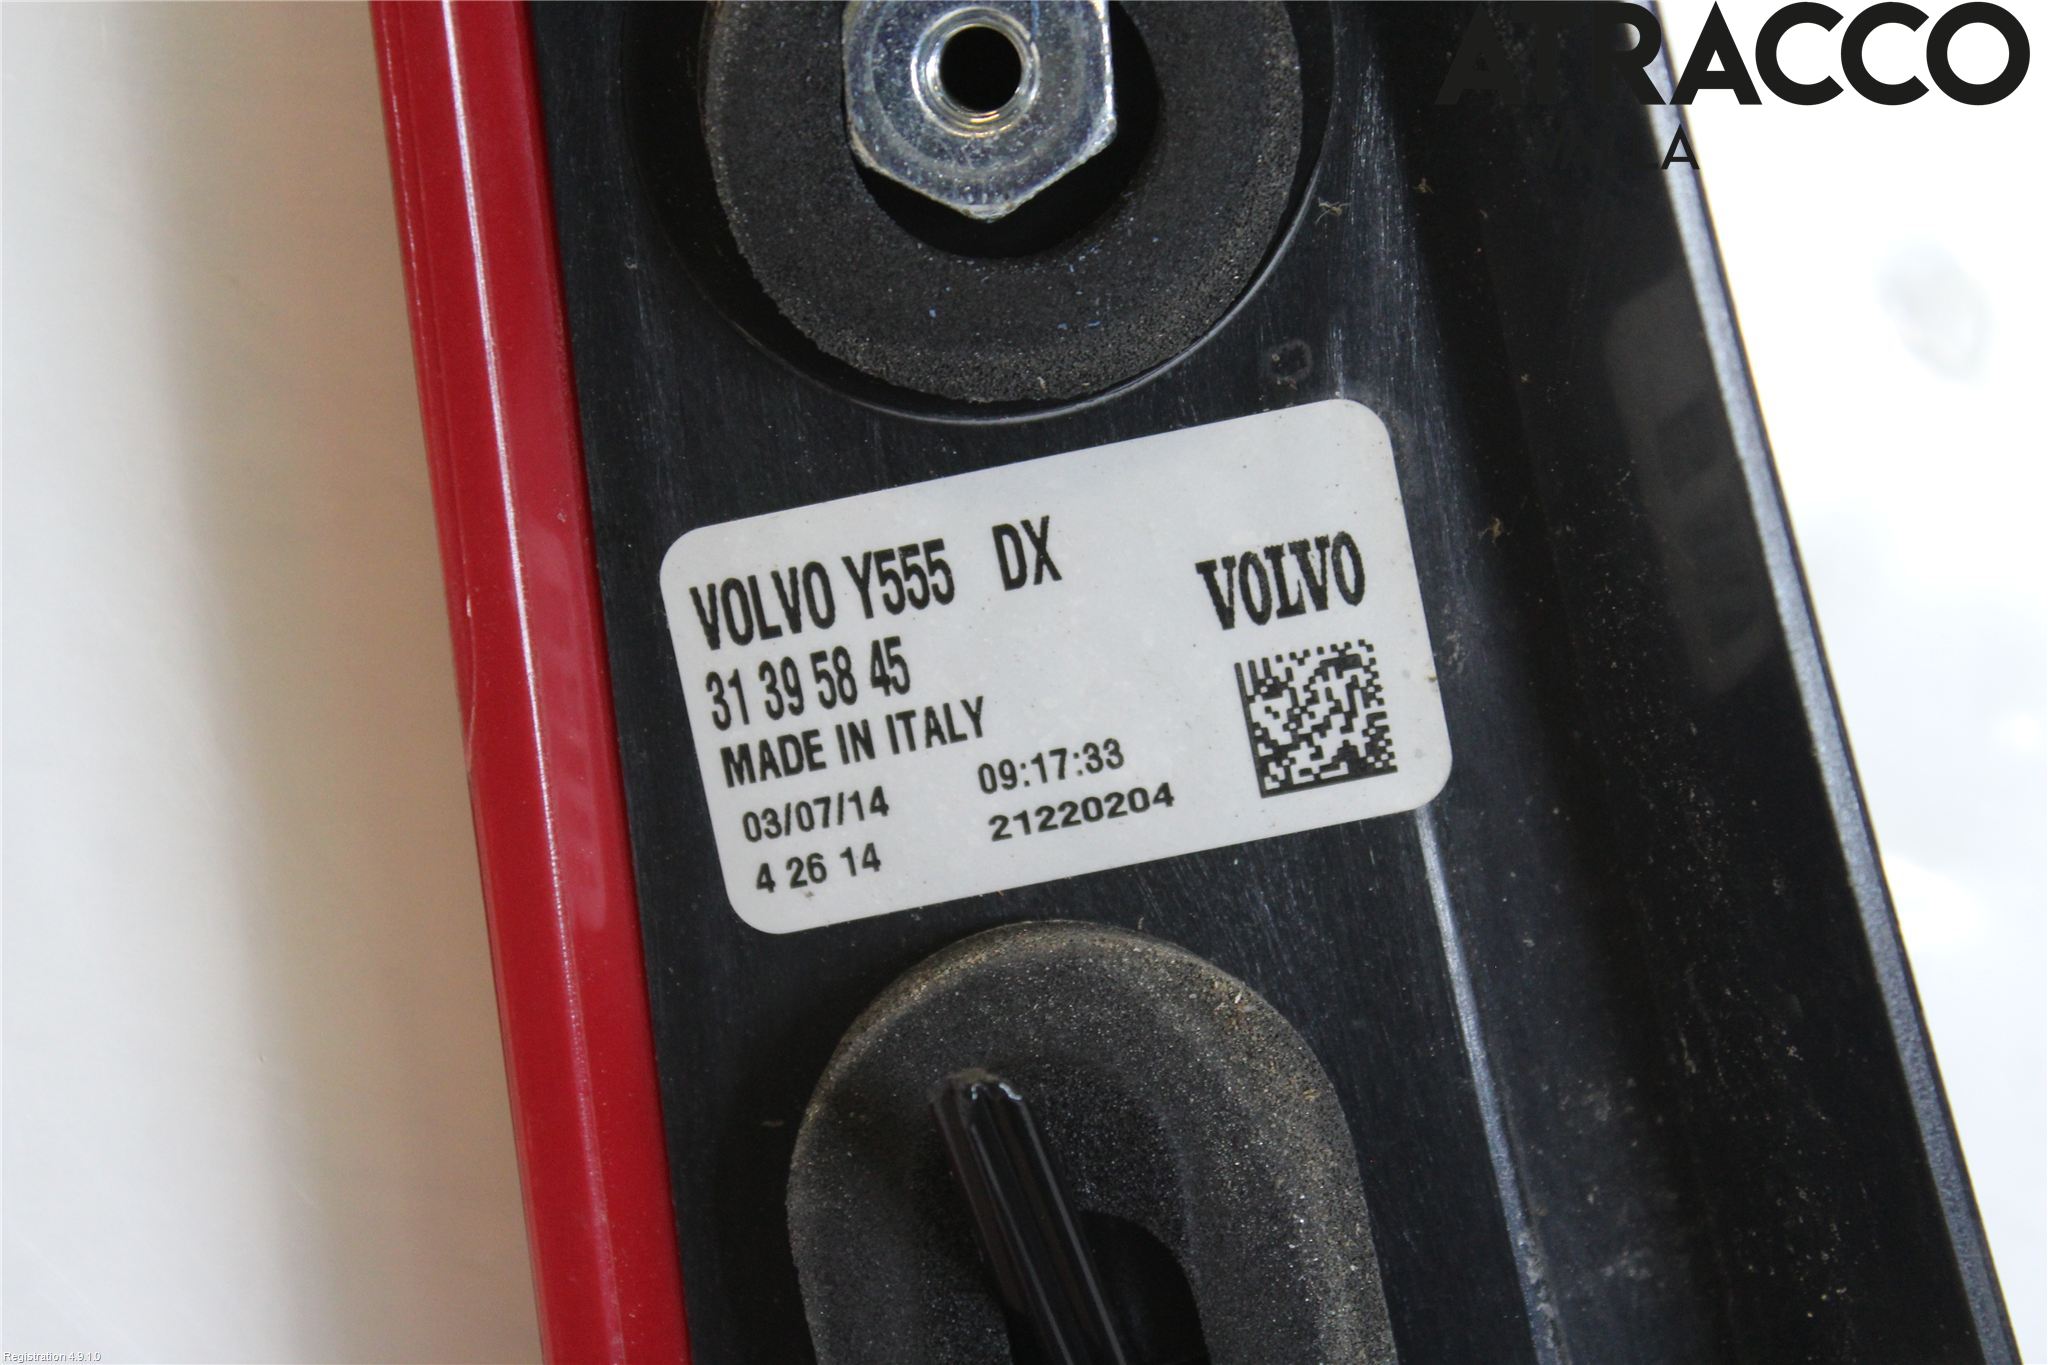 ATRACCO
VOLVO Y555 DX
VOLVO
31 39 58 45
MADE IN ITALY
03/07/14 09:17:33
4 26 14 21220204
Registration 4.9.1.0